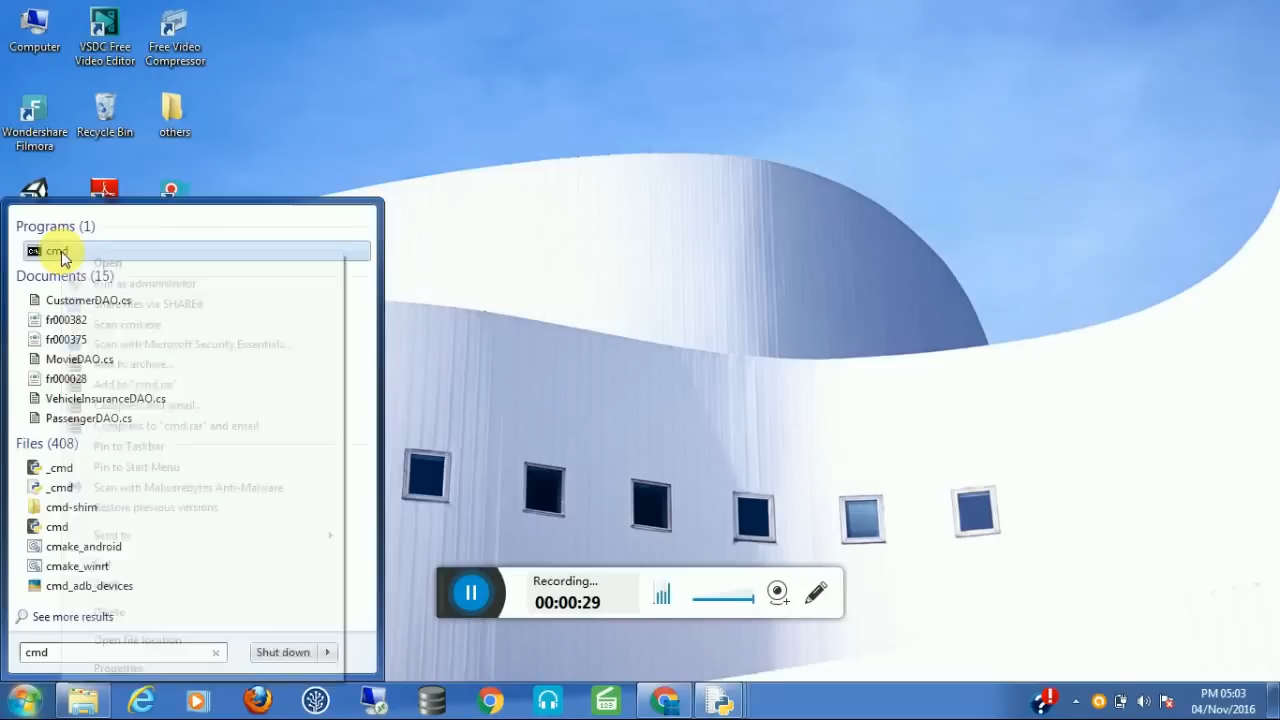 Computer
VSDC Free
Video Editor
Free Video
Compressor
Wondershare
Filmora
Recycle Bin
others
Programs (1)
cmd
Open
Run as administrator
Documents (15)
CustomerDAO.cs
Share files via SHAREit
fr000382
Scan cmd.exe
fr000375
Scan with Microsoft Security Essentials...
MovieDAO.cs
Add to archive...
fr000028
Add to "cmd.rar"
VehicleInsuranceDAO.cs
Compress and email...
PassengerDAO.cs
Compress to "cmd.rar" and email
Files (408)
Pin to Taskbar
_cmd
Pin to Start Menu
_cmd
Scan with Malwarebytes Anti-Malware
cmd-shim
Restore previous versions
cmd
Send to
cmake_android
cmake_winrt
cmd_adb_devices
See more results
Open file location
cmd
Shut down
Properties
Recording...
00:00:29
123
PM 05:03
04/Nov/2016